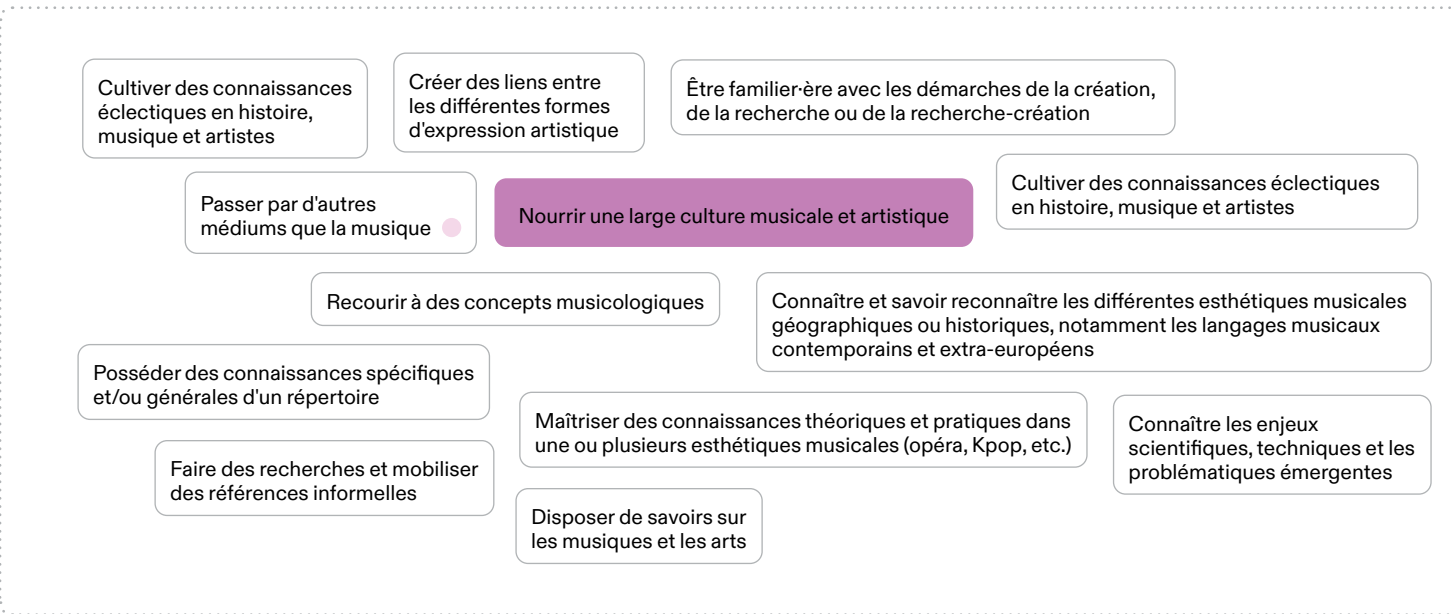 Cultiver des connaissances
éclectiques en histoire,
musique et artistes
Créer des liens entre
les différentes formes
d'expression artistique
Être familier·ère avec les démarches de la création,
de la recherche ou de la recherche-création
Cultiver des connaissances éclectiques
en histoire, musique et artistes
Passer par d'autres
médiums que la musique
Nourrir une large culture musicale et artistique
Recourir à des concepts musicologiques
Connaître et savoir reconnaître les différentes esthétiques musicales
géographiques ou historiques, notamment les langages musicaux
contemporains et extra-européens
Posséder des connaissances spécifiques
et/ou générales d'un répertoire
Maîtriser des connaissances théoriques et pratiques dans
une ou plusieurs esthétiques musicales (opéra, Kpop, etc.)
Connaître les enjeux
scientifiques, techniques et les
problématiques émergentes
Faire des recherches et mobiliser
des références informelles
Disposer de savoirs sur
les musiques et les arts